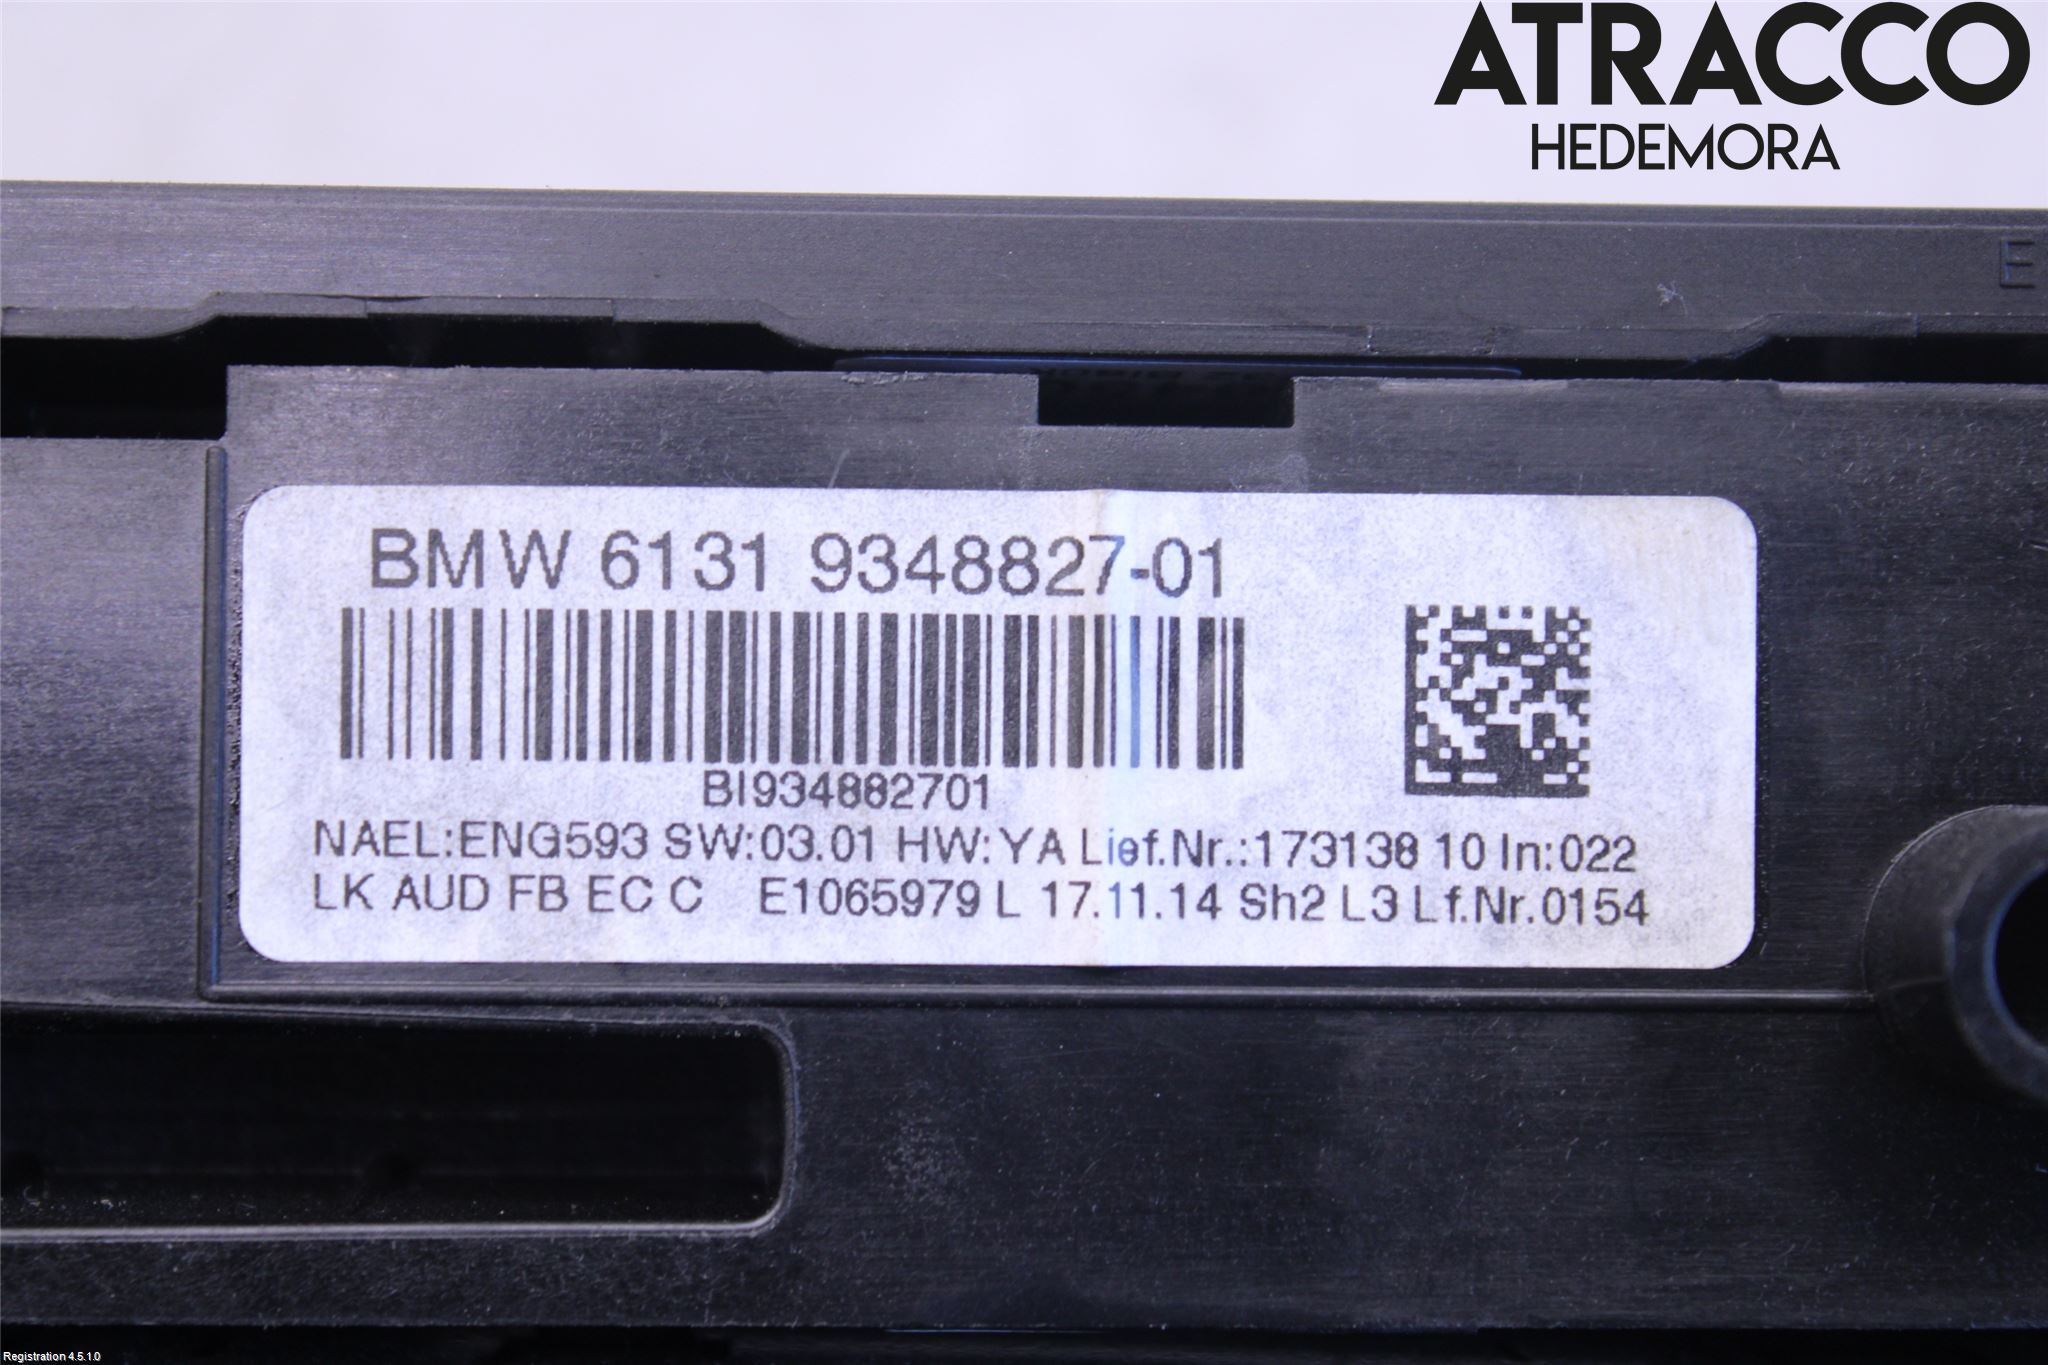 ATRACCO
HEDEMORA
E
BMW 6131 9348827-01
BI934882701
NAEL:ENG593 SW:03.01 HW:YA Lief.Nr.:173138 10 In:022
LK AUD FB EC C E1065979 L 17.11.14 Sh2 L3 Lf.Nr.0154
Registration 4.5.1.0